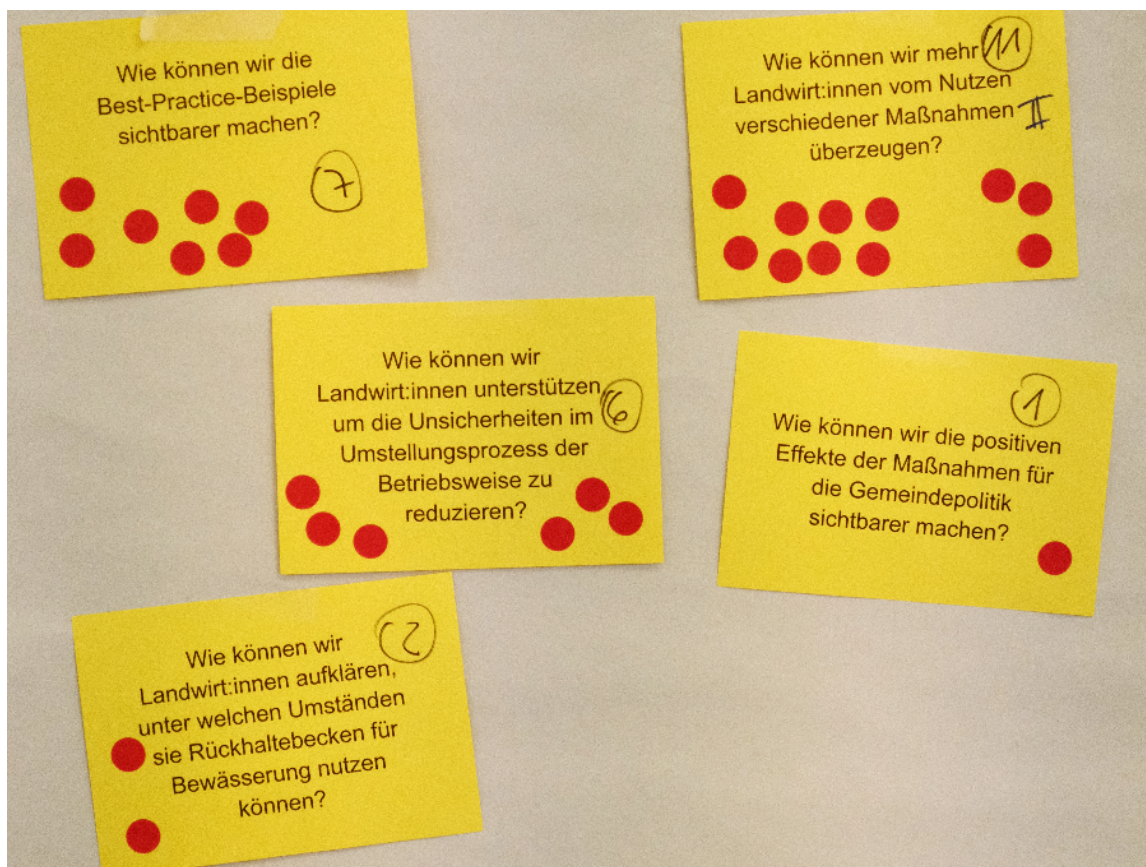 Wie können wir die
Best-Practice-Beispiele
sichtbarer machen?
7
Wie können wir mehr 11
Landwirt:innen vom Nutzen
verschiedener Maßnahmen II
überzeugen?
Wie können wir
Landwirt:innen unterstützen,
um die Unsicherheiten im 6
Umstellungsprozess der
Betriebsweise zu
reduzieren?
1
Wie können wir die positiven
Effekte der Maßnahmen für
die Gemeindepolitik
sichtbarer machen?
Wie können wir 2
Landwirt:innen aufklären,
unter welchen Umständen
sie Rückhaltebecken für
Bewässerung nutzen
können?